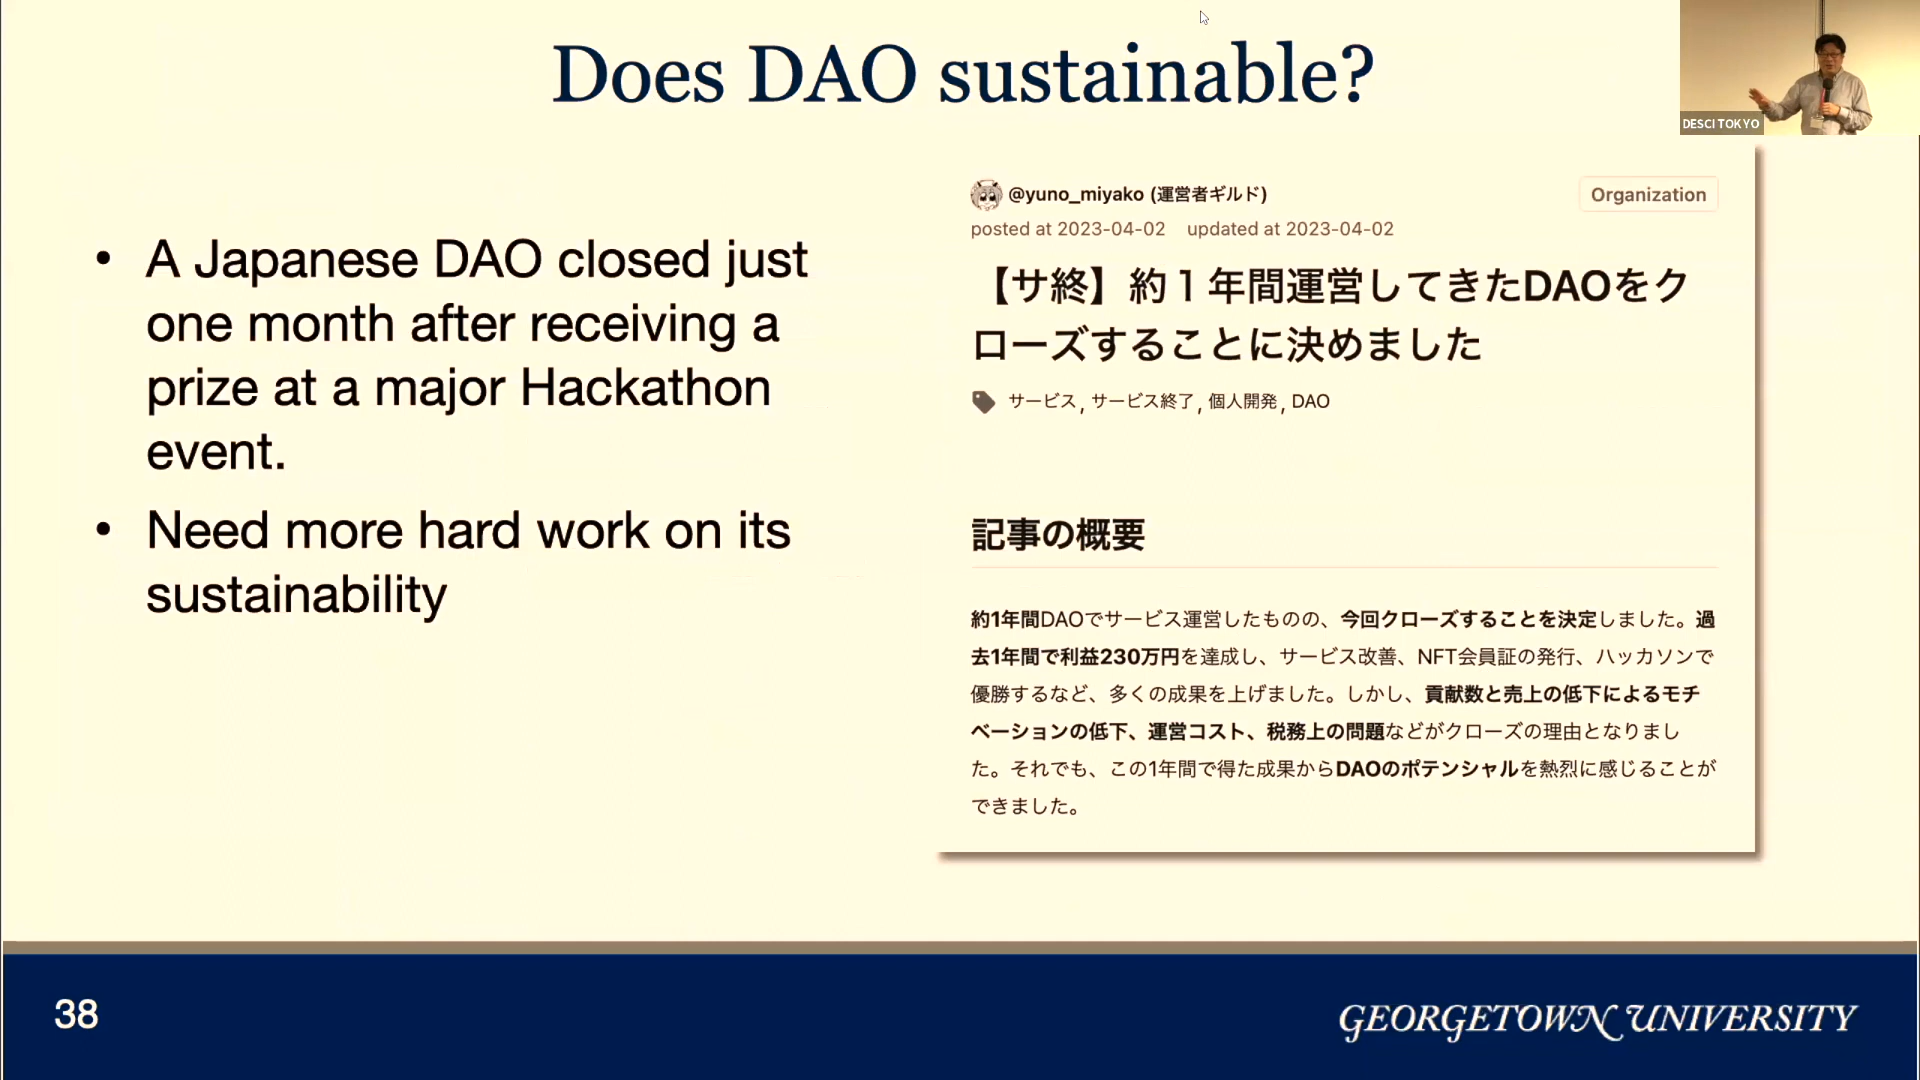 Does DAO sustainable?
DESCI TOKYO
• A Japanese DAO closed just
one month after receiving a
prize at a major Hackathon
event.
• Need more hard work on its
sustainability
@yuno_miyako (運営者ギルド)
Organization
posted at 2023-04-02 updated at 2023-04-02
【サ終】約１年間運営してきたDAOをク
ローズすることに決めました
サービス, サービス終了, 個人開発, DAO
記事の概要
約1年間DAOでサービス運営したものの、今回クローズすることを決定しました。過
去1年間で利益230万円を達成し、サービス改善、NFT会員証の発行、ハッカソンで
優勝するなど、多くの成果を上げました。しかし、貢献数と売上の低下によるモチ
ベーションの低下、運営コスト、税務上の問題などがクローズの理由となりまし
た。それでも、この1年間で得た成果からDAOのポテンシャルを熱烈に感じることが
できました。
38
GEORGETOWN UNIVERSITY